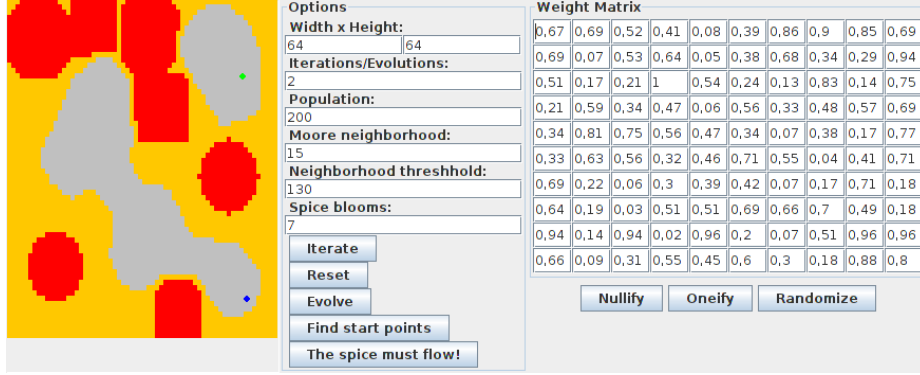 Options
Width x Height:
64 64
Iterations/Evolutions:
2
Population:
200
Moore neighborhood:
15
Neighborhood threshhold:
130
Spice blooms:
7
Iterate
Reset
Evolve
Find start points
The spice must flow!
Weight Matrix
0,67 0,69 0,52 0,41 0,08 0,39 0,86 0,9 0,85 0,69
0,69 0,07 0,53 0,64 0,05 0,38 0,68 0,34 0,29 0,94
0,51 0,17 0,21 1 0,54 0,24 0,13 0,83 0,14 0,75
0,21 0,59 0,34 0,47 0,06 0,56 0,33 0,48 0,57 0,69
0,34 0,81 0,75 0,56 0,47 0,34 0,07 0,38 0,17 0,77
0,33 0,63 0,56 0,32 0,46 0,71 0,55 0,04 0,41 0,71
0,69 0,22 0,06 0,3 0,39 0,42 0,07 0,17 0,71 0,18
0,64 0,19 0,03 0,51 0,51 0,69 0,66 0,7 0,49 0,18
0,94 0,14 0,94 0,02 0,96 0,2 0,07 0,51 0,96 0,96
0,66 0,09 0,31 0,55 0,45 0,6 0,3 0,18 0,88 0,8
Nullify Oneify Randomize